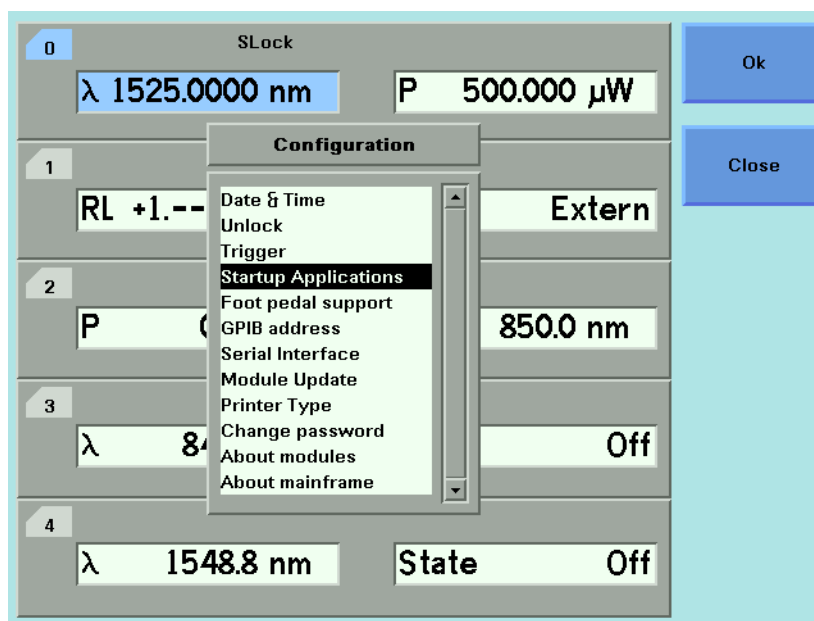 0
SLock
λ 1525.0000 nm
P 500.000 µW
Ok
Close
Configuration
Date & Time
Unlock
Trigger
Startup Applications
Foot pedal support
GPIB address
Serial Interface
Module Update
Printer Type
Change password
About modules
About mainframe
1
RL +1.--
Extern
2
P
850.0 nm
3
λ 84
Off
4
λ 1548.8 nm
State Off